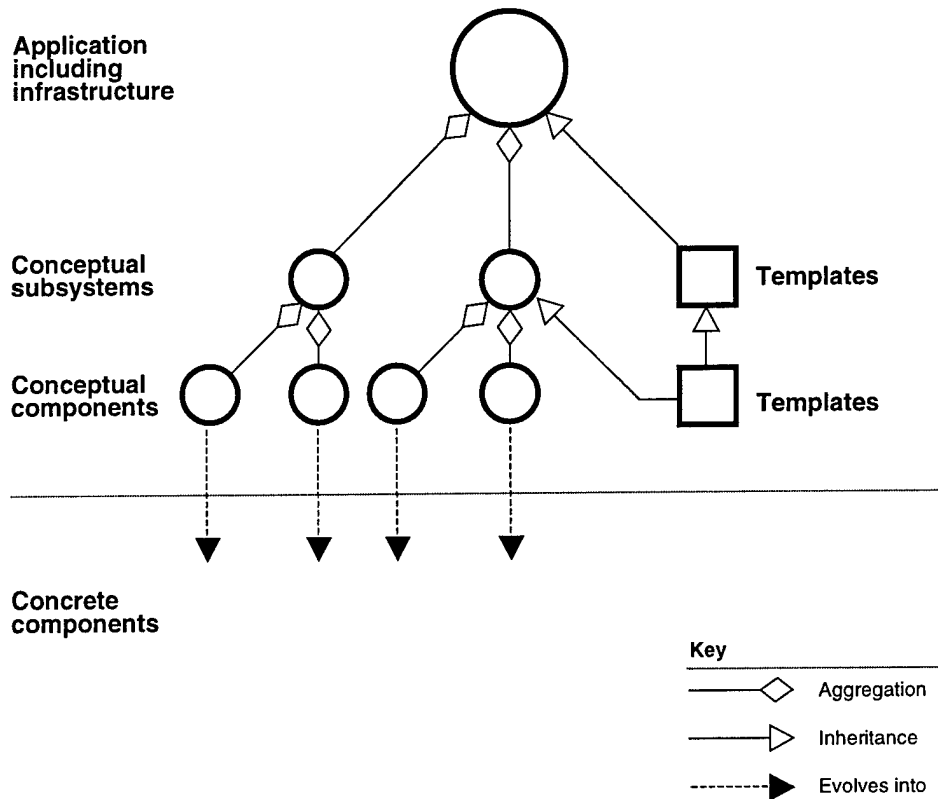 Application
including
infrastructure
Conceptual
subsystems
Templates
Conceptual
components
Templates
Concrete
components
Key
Aggregation
Inheritance
Evolves into